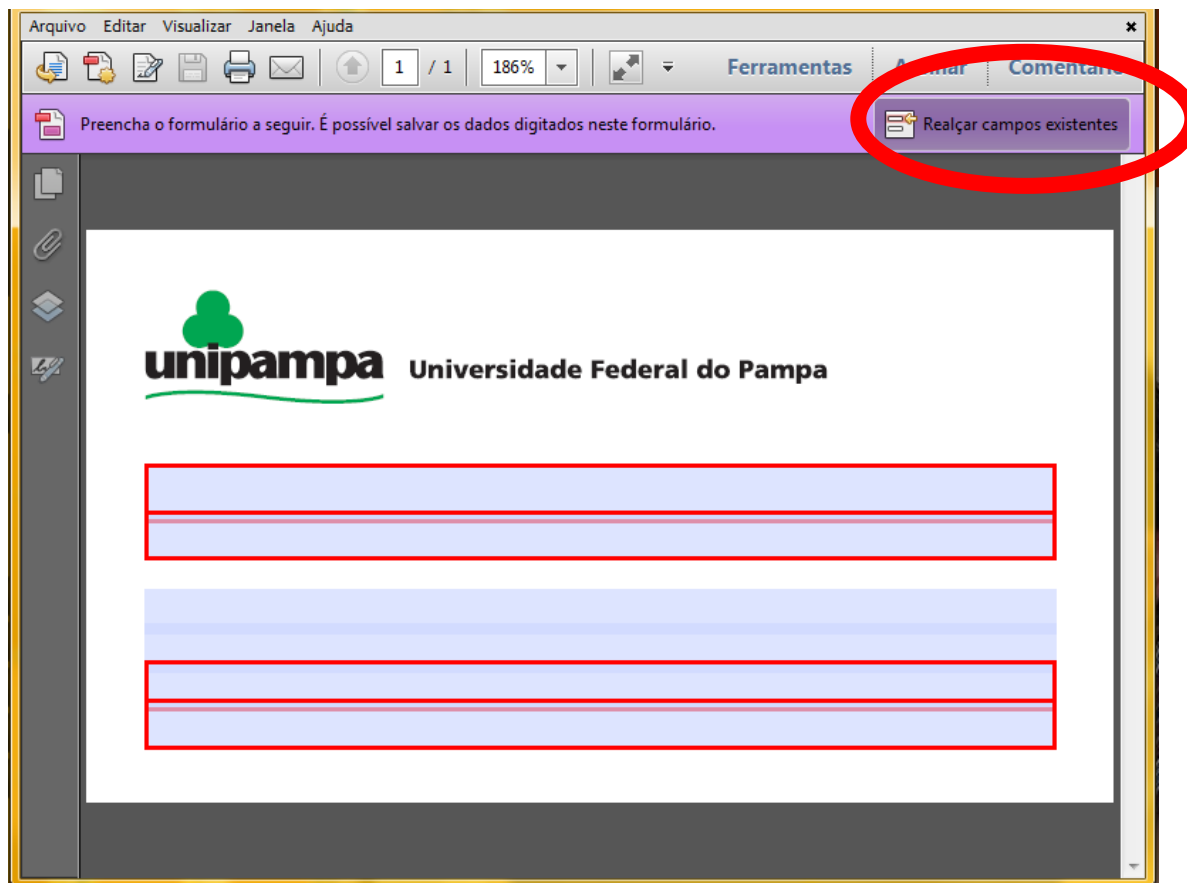 Arquivo Editar Visualizar Janela Ajuda
1 / 1 186% Ferramentas Assinar Comentário
Preencha o formulário a seguir. É possível salvar os dados digitados neste formulário. Realçar campos existentes
unipampa Universidade Federal do Pampa